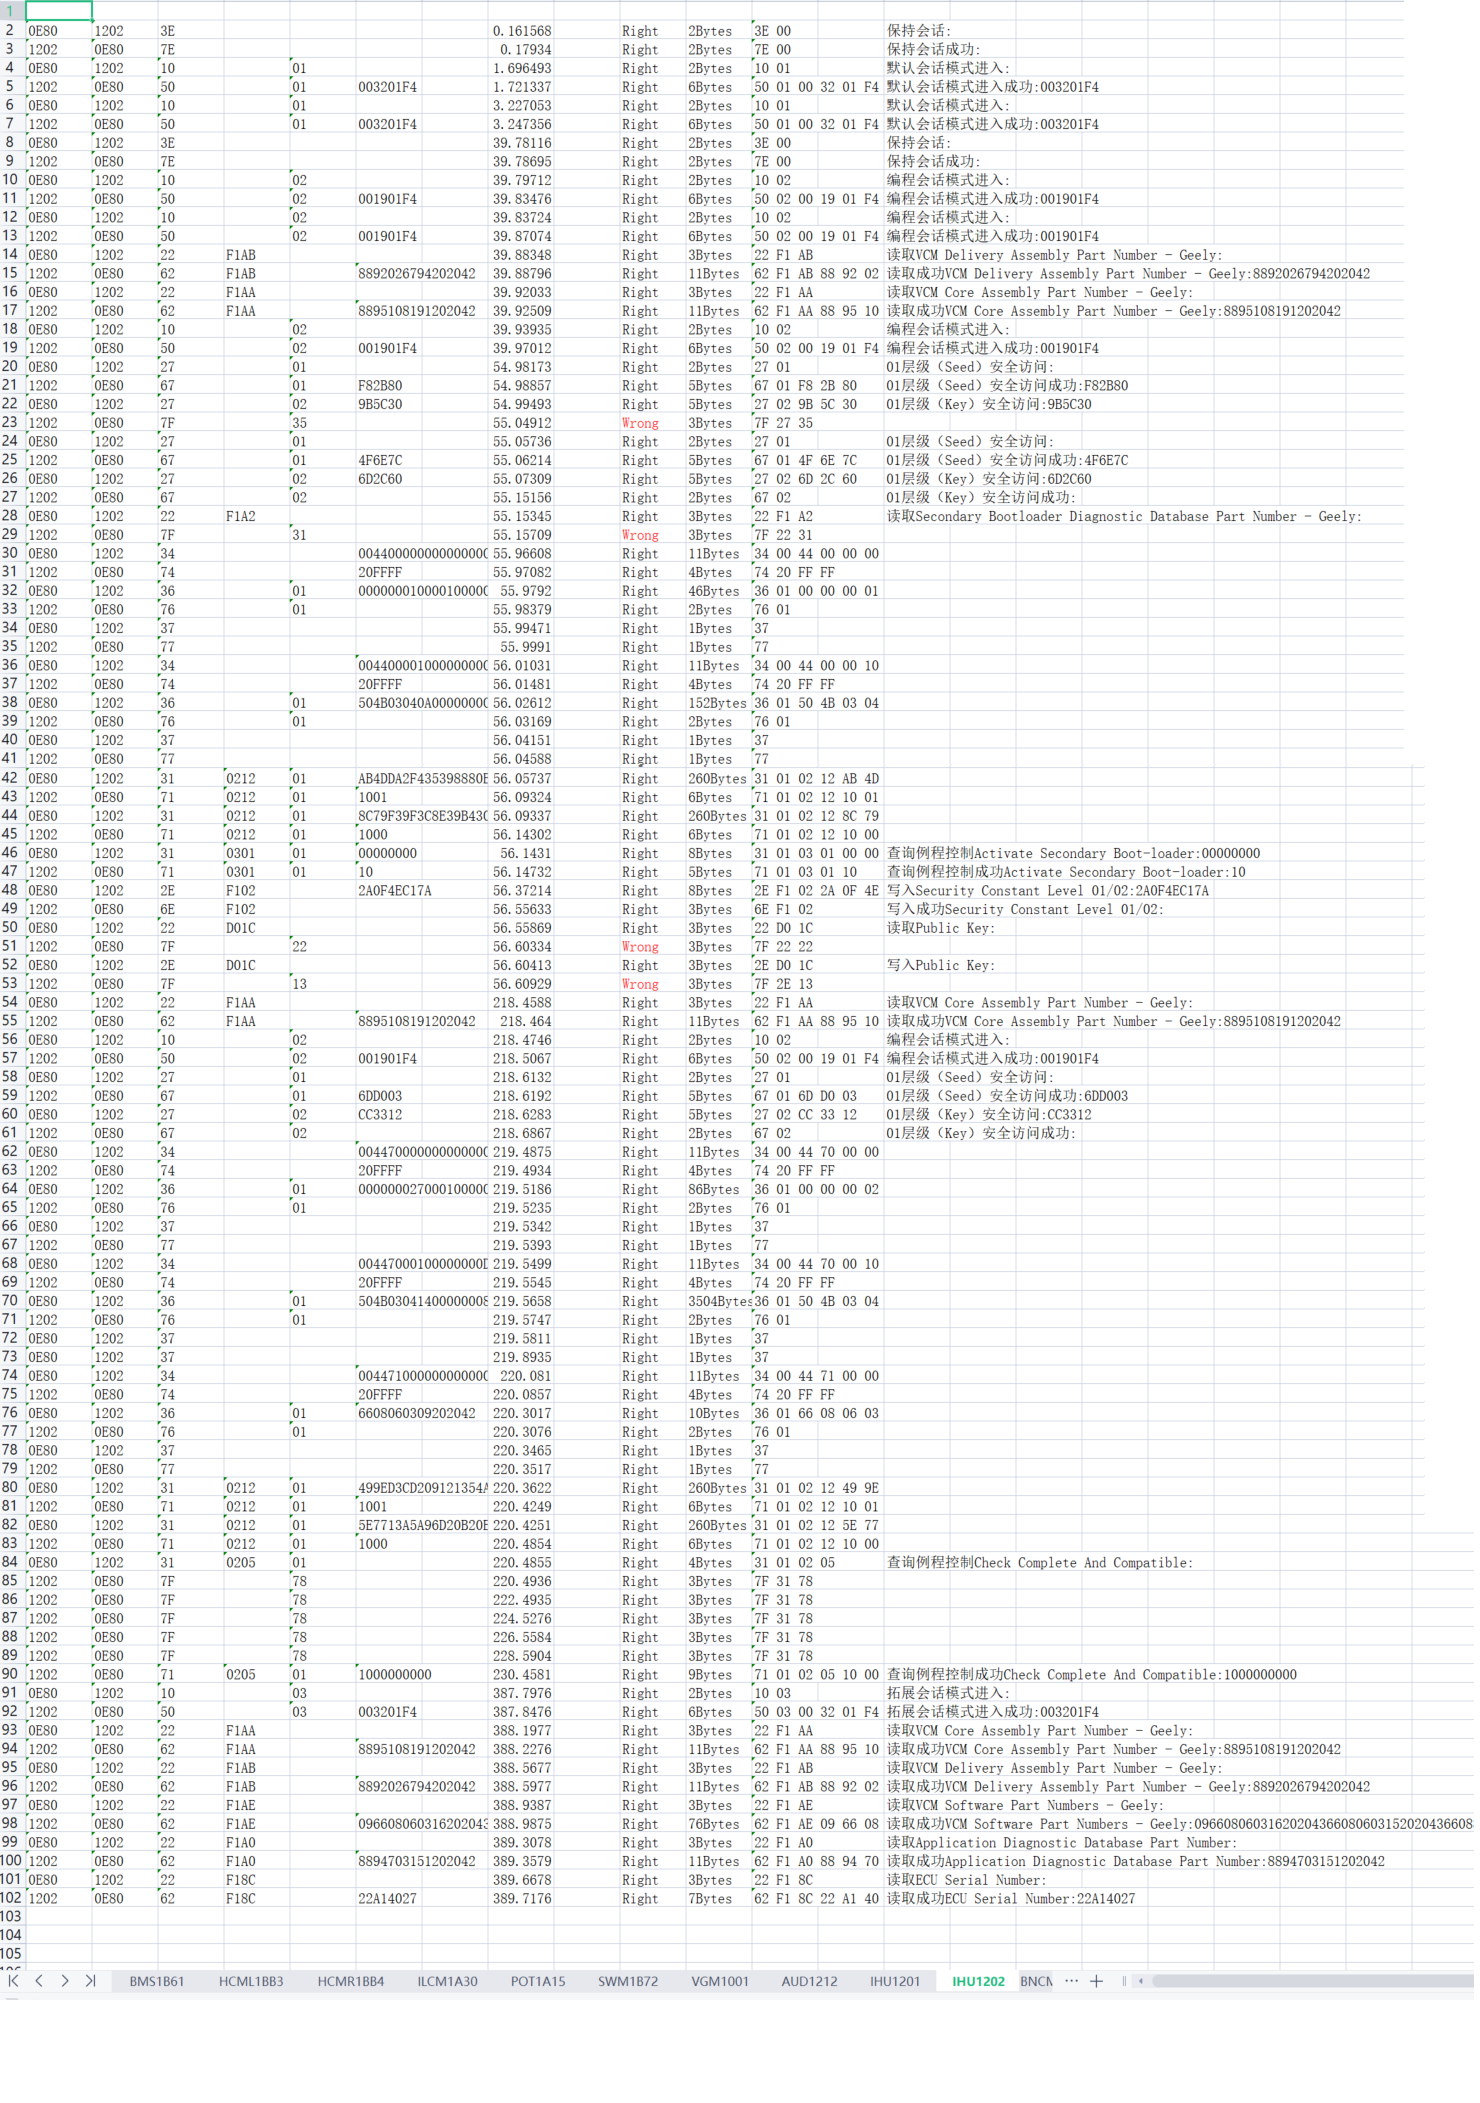 1
2 0E80 1202 3E 0.161568 Right 2Bytes 3E 00 保持会话:
3 1202 0E80 7E 0.17934 Right 2Bytes 7E 00 保持会话成功:
4 0E80 1202 10 01 1.696493 Right 2Bytes 10 01 默认会话模式进入:
5 1202 0E80 50 01 003201F4 1.721337 Right 6Bytes 50 01 00 32 01 F4 默认会话模式进入成功:003201F4
6 0E80 1202 10 01 3.227053 Right 2Bytes 10 01 默认会话模式进入:
7 1202 0E80 50 01 003201F4 3.247356 Right 6Bytes 50 01 00 32 01 F4 默认会话模式进入成功:003201F4
8 0E80 1202 3E 39.78116 Right 2Bytes 3E 00 保持会话:
9 1202 0E80 7E 39.78695 Right 2Bytes 7E 00 保持会话成功:
10 0E80 1202 10 02 39.79712 Right 2Bytes 10 02 编程会话模式进入:
11 1202 0E80 50 02 001901F4 39.83476 Right 6Bytes 50 02 00 19 01 F4 编程会话模式进入成功:001901F4
12 0E80 1202 10 02 39.83724 Right 2Bytes 10 02 编程会话模式进入:
13 1202 0E80 50 02 001901F4 39.87074 Right 6Bytes 50 02 00 19 01 F4 编程会话模式进入成功:001901F4
14 0E80 1202 22 F1AB 39.88348 Right 3Bytes 22 F1 AB 读取VCM Delivery Assembly Part Number - Geely:
15 1202 0E80 62 F1AB 8892026794202042 39.88796 Right 11Bytes 62 F1 AB 88 92 02 读取成功VCM Delivery Assembly Part Number - Geely:8892026794202042
16 0E80 1202 22 F1AA 39.92033 Right 3Bytes 22 F1 AA 读取VCM Core Assembly Part Number - Geely:
17 1202 0E80 62 F1AA 8895108191202042 39.92509 Right 11Bytes 62 F1 AA 88 95 10 读取成功VCM Core Assembly Part Number - Geely:8895108191202042
18 0E80 1202 10 02 39.93935 Right 2Bytes 10 02 编程会话模式进入:
19 1202 0E80 50 02 001901F4 39.97012 Right 6Bytes 50 02 00 19 01 F4 编程会话模式进入成功:001901F4
20 0E80 1202 27 01 54.98173 Right 2Bytes 27 01 01层级（Seed）安全访问:
21 1202 0E80 67 01 F82B80 54.98857 Right 5Bytes 67 01 F8 2B 80 01层级（Seed）安全访问成功:F82B80
22 0E80 1202 27 02 9B5C30 54.99493 Right 5Bytes 27 02 9B 5C 30 01层级（Key）安全访问:9B5C30
23 1202 0E80 7F 35 55.04912 Wrong 3Bytes 7F 27 35
24 0E80 1202 27 01 55.05736 Right 2Bytes 27 01 01层级（Seed）安全访问:
25 1202 0E80 67 01 4F6E7C 55.06214 Right 5Bytes 67 01 4F 6E 7C 01层级（Seed）安全访问成功:4F6E7C
26 0E80 1202 27 02 6D2C60 55.07309 Right 5Bytes 27 02 6D 2C 60 01层级（Key）安全访问:6D2C60
27 1202 0E80 67 02 55.15156 Right 2Bytes 67 02 01层级（Key）安全访问成功:
28 0E80 1202 22 F1A2 55.15345 Right 3Bytes 22 F1 A2 读取Secondary Bootloader Diagnostic Database Part Number - Geely:
29 1202 0E80 7F 31 55.15709 Wrong 3Bytes 7F 22 31
30 0E80 1202 34 0044000000000000 55.96608 Right 11Bytes 34 00 44 00 00 00
31 1202 0E80 74 20FFFF 55.97082 Right 4Bytes 74 20 FF FF
32 0E80 1202 36 01 000000010000100000 55.9792 Right 46Bytes 36 01 00 00 00 01
33 1202 0E80 76 01 55.98379 Right 2Bytes 76 01
34 0E80 1202 37 55.99471 Right 1Bytes 37
35 1202 0E80 77 55.9991 Right 1Bytes 77
36 0E80 1202 34 0044000010000000 56.01031 Right 11Bytes 34 00 44 00 00 10
37 1202 0E80 74 20FFFF 56.01481 Right 4Bytes 74 20 FF FF
38 0E80 1202 36 01 504B03040A000000 56.02612 Right 152Bytes 36 01 50 4B 03 04
39 1202 0E80 76 01 56.03169 Right 2Bytes 76 01
40 0E80 1202 37 56.04151 Right 1Bytes 37
41 1202 0E80 77 56.04588 Right 1Bytes 77
42 0E80 1202 31 0212 01 AB4DDA2F435398880E 56.05737 Right 260Bytes 31 01 02 12 AB 4D
43 1202 0E80 71 0212 01 1001 56.09324 Right 6Bytes 71 01 02 12 10 01
44 0E80 1202 31 0212 01 8C79F39F3C8E39B430 56.09337 Right 260Bytes 31 01 02 12 8C 79
45 1202 0E80 71 0212 01 1000 56.14302 Right 6Bytes 71 01 02 12 10 00
46 0E80 1202 31 0301 01 00000000 56.1431 Right 8Bytes 31 01 03 01 00 00 查询例程控制Activate Secondary Boot-loader:00000000
47 1202 0E80 71 0301 01 10 56.14732 Right 5Bytes 71 01 03 01 10 查询例程控制成功Activate Secondary Boot-loader:10
48 0E80 1202 2E F102 2A0F4EC17A 56.37214 Right 8Bytes 2E F1 02 2A 0F 4E 写入Security Constant Level 01/02:2A0F4EC17A
49 1202 0E80 6E F102 56.55633 Right 3Bytes 6E F1 02 写入成功Security Constant Level 01/02:
50 0E80 1202 22 D01C 56.55869 Right 3Bytes 22 D0 1C 读取Public Key:
51 1202 0E80 7F 22 56.60334 Wrong 3Bytes 7F 22 22
52 0E80 1202 2E D01C 56.60413 Right 3Bytes 2E D0 1C 写入Public Key:
53 1202 0E80 7F 13 56.60929 Wrong 3Bytes 7F 2E 13
54 0E80 1202 22 F1AA 218.4588 Right 3Bytes 22 F1 AA 读取VCM Core Assembly Part Number - Geely:
55 1202 0E80 62 F1AA 8895108191202042 218.464 Right 11Bytes 62 F1 AA 88 95 10 读取成功VCM Core Assembly Part Number - Geely:8895108191202042
56 0E80 1202 10 02 218.4746 Right 2Bytes 10 02 编程会话模式进入:
57 1202 0E80 50 02 001901F4 218.5067 Right 6Bytes 50 02 00 19 01 F4 编程会话模式进入成功:001901F4
58 0E80 1202 27 01 218.6132 Right 2Bytes 27 01 01层级（Seed）安全访问:
59 1202 0E80 67 01 6DD003 218.6192 Right 5Bytes 67 01 6D D0 03 01层级（Seed）安全访问成功:6DD003
60 0E80 1202 27 02 CC3312 218.6283 Right 5Bytes 27 02 CC 33 12 01层级（Key）安全访问:CC3312
61 1202 0E80 67 02 218.6867 Right 2Bytes 67 02 01层级（Key）安全访问成功:
62 0E80 1202 34 0044700000000000 219.4875 Right 11Bytes 34 00 44 70 00 00
63 1202 0E80 74 20FFFF 219.4934 Right 4Bytes 74 20 FF FF
64 0E80 1202 36 01 000000027000100000 219.5186 Right 86Bytes 36 01 00 00 00 02
65 1202 0E80 76 01 219.5235 Right 2Bytes 76 01
66 0E80 1202 37 219.5342 Right 1Bytes 37
67 1202 0E80 77 219.5393 Right 1Bytes 77
68 0E80 1202 34 00447000100000000D 219.5499 Right 11Bytes 34 00 44 70 00 10
69 1202 0E80 74 20FFFF 219.5545 Right 4Bytes 74 20 FF FF
70 0E80 1202 36 01 504B03041400000008 219.5658 Right 3504Bytes 36 01 50 4B 03 04
71 1202 0E80 76 01 219.5747 Right 2Bytes 76 01
72 0E80 1202 37 219.5811 Right 1Bytes 37
73 0E80 1202 37 219.8935 Right 1Bytes 37
74 0E80 1202 34 0044710000000000 220.081 Right 11Bytes 34 00 44 71 00 00
75 1202 0E80 74 20FFFF 220.0857 Right 4Bytes 74 20 FF FF
76 0E80 1202 36 01 6608060309202042 220.3017 Right 10Bytes 36 01 66 08 06 03
77 1202 0E80 76 01 220.3076 Right 2Bytes 76 01
78 0E80 1202 37 220.3465 Right 1Bytes 37
79 1202 0E80 77 220.3517 Right 1Bytes 77
80 0E80 1202 31 0212 01 499ED3CD209121354A 220.3622 Right 260Bytes 31 01 02 12 49 9E
81 1202 0E80 71 0212 01 1001 220.4249 Right 6Bytes 71 01 02 12 10 01
82 0E80 1202 31 0212 01 5E7713A5A96D20B20E 220.4251 Right 260Bytes 31 01 02 12 5E 77
83 1202 0E80 71 0212 01 1000 220.4854 Right 6Bytes 71 01 02 12 10 00
84 0E80 1202 31 0205 01 220.4855 Right 4Bytes 31 01 02 05 查询例程控制Check Complete And Compatible:
85 1202 0E80 7F 78 220.4936 Right 3Bytes 7F 31 78
86 1202 0E80 7F 78 222.4935 Right 3Bytes 7F 31 78
87 1202 0E80 7F 78 224.5276 Right 3Bytes 7F 31 78
88 1202 0E80 7F 78 226.5584 Right 3Bytes 7F 31 78
89 1202 0E80 7F 78 228.5904 Right 3Bytes 7F 31 78
90 1202 0E80 71 0205 01 1000000000 230.4581 Right 9Bytes 71 01 02 05 10 00 查询例程控制成功Check Complete And Compatible:1000000000
91 0E80 1202 10 03 387.7976 Right 2Bytes 10 03 拓展会话模式进入:
92 1202 0E80 50 03 003201F4 387.8476 Right 6Bytes 50 03 00 32 01 F4 拓展会话模式进入成功:003201F4
93 0E80 1202 22 F1AA 388.1977 Right 3Bytes 22 F1 AA 读取VCM Core Assembly Part Number - Geely:
94 1202 0E80 62 F1AA 8895108191202042 388.2276 Right 11Bytes 62 F1 AA 88 95 10 读取成功VCM Core Assembly Part Number - Geely:8895108191202042
95 0E80 1202 22 F1AB 388.5677 Right 3Bytes 22 F1 AB 读取VCM Delivery Assembly Part Number - Geely:
96 1202 0E80 62 F1AB 8892026794202042 388.5977 Right 11Bytes 62 F1 AB 88 92 02 读取成功VCM Delivery Assembly Part Number - Geely:8892026794202042
97 0E80 1202 22 F1AE 388.9387 Right 3Bytes 22 F1 AE 读取VCM Software Part Numbers - Geely:
98 1202 0E80 62 F1AE 096608060316202043 388.9875 Right 76Bytes 62 F1 AE 09 66 08 读取成功VCM Software Part Numbers - Geely:09660806031620204366080603152020436608
99 0E80 1202 22 F1A0 389.3078 Right 3Bytes 22 F1 A0 读取Application Diagnostic Database Part Number:
100 1202 0E80 62 F1A0 8894703151202042 389.3579 Right 11Bytes 62 F1 A0 88 94 70 读取成功Application Diagnostic Database Part Number:8894703151202042
101 0E80 1202 22 F18C 389.6678 Right 3Bytes 22 F1 8C 读取ECU Serial Number:
102 1202 0E80 62 F18C 22A14027 389.7176 Right 7Bytes 62 F1 8C 22 A1 40 读取成功ECU Serial Number:22A14027
103
104
105
BMS1B61 HCML1BB3 HCMR1BB4 ILCM1A30 POT1A15 SWM1B72 VGM1001 AUD1212 IHU1201 IHU1202 BNCM ···